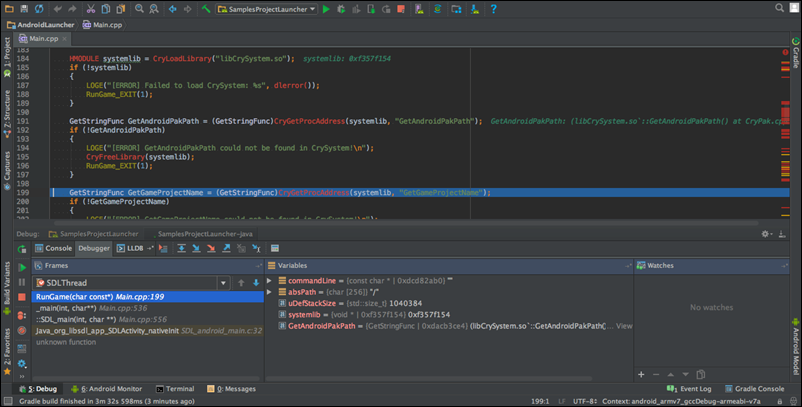 SamplesProjectLauncher
AndroidLauncher Main.cpp
Main.cpp
1: Project
Z: Structure
Captures
Build Variants
2: Favorites
Gradle
Android Model
183
184 HMODULE systemlib = CryLoadLibrary("libCrySystem.so"); systemlib: 0xf357f154
185 if (!systemlib)
186 {
187 LOGE("[ERROR] Failed to load CrySystem: %s", dlerror());
188 RunGame_EXIT(1);
189 }
190
191 GetStringFunc GetAndroidPakPath = (GetStringFunc)CryGetProcAddress(systemlib, "GetAndroidPakPath"); GetAndroidPakPath: (libCrySystem.so`::GetAndroidPakPath() at CryPak.cp
192 if (!GetAndroidPakPath)
193 {
194 LOGE("[ERROR] GetAndroidPakPath could not be found in CrySystem!\n");
195 CryFreeLibrary(systemlib);
196 RunGame_EXIT(1);
197 }
198
199 GetStringFunc GetGameProjectName = (GetStringFunc)CryGetProcAddress(systemlib, "GetGameProjectName");
200 if (!GetGameProjectName)
201 {
202 LOGE("[ERROR] GetGameProjectName could not be found in CrySystem!\n");
Debug: SamplesProjectLauncher SamplesProjectLauncher-java
Console Debugger LLDB
Frames
SDLThread
RunGame(char const*) Main.cpp:199
_main(int, char**) Main.cpp:536
::SDL_main(int, char **) Main.cpp:556
Java_org_libsdl_app_SDLActivity_nativeInit SDL_android_main.c:32
unknown function
Variables
commandLine = {const char * | 0xdcd82ab0} ""
absPath = {char [256]} "/"
uDefStackSize = {std::size_t} 1040384
systemlib = {void * | 0xf357f154} 0xf357f154
GetAndroidPakPath = {GetStringFunc | 0xdacb3ce4} (libCrySystem.so`::GetAndroidPakPath()... View
Watches
No watches
5: Debug 6: Android Monitor Terminal 0: Messages Event Log Gradle Console
Gradle build finished in 3m 32s 598ms (3 minutes ago) 199:1 LF UTF-8 Context: android_armv7_gccDebug-armeabi-v7a